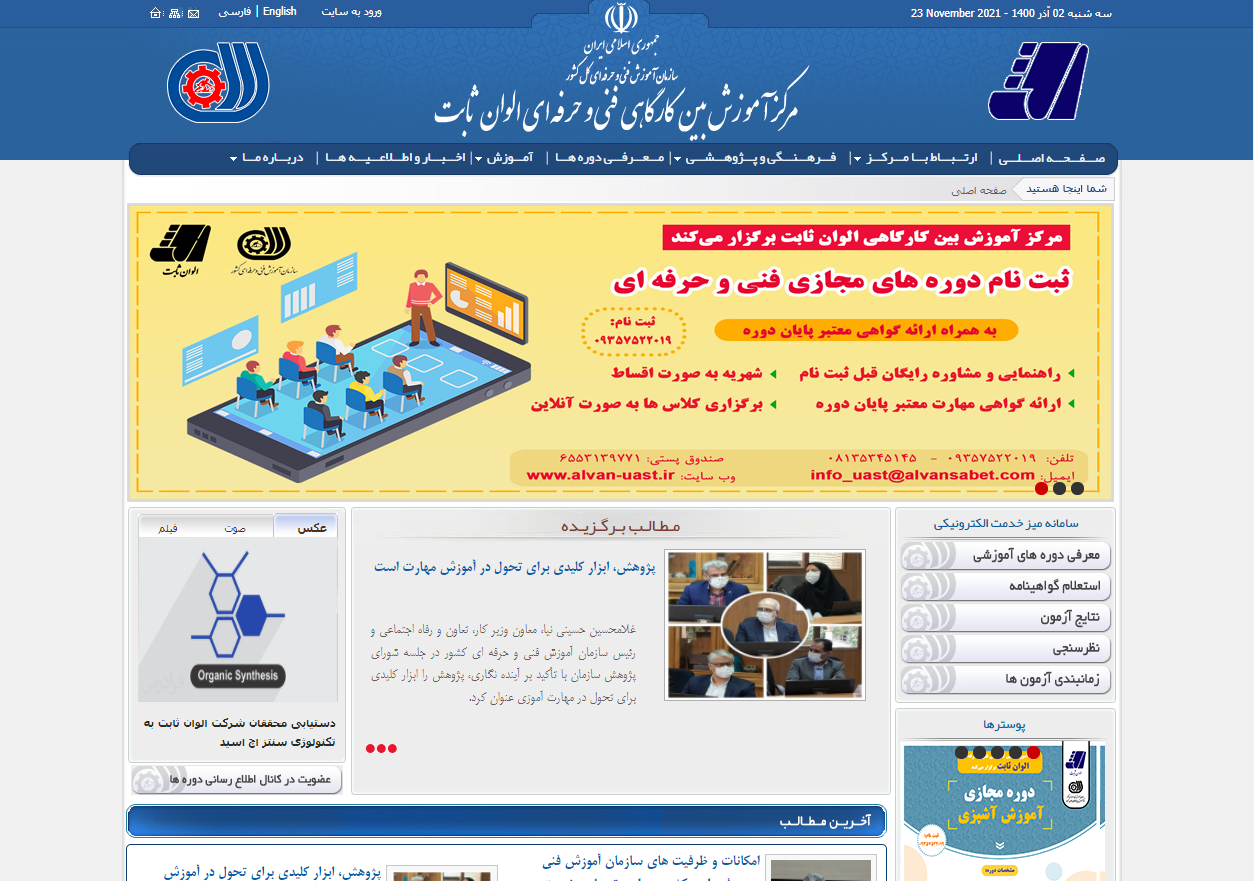 سه شنبه 02 آذر 1400 - 23 November 2021
ورود به سایت
English
فارسی
جمهوری اسلامی ایران
سازمان آموزش فنی و حرفه ای کل کشور
مرکز آموزش بین کارگاهی فنی و حرفه ای الوان ثابت
صفحه اصلی | ارتباط با مرکز | فرهنگی و پژوهشی | معرفی دوره ها | آموزش | اخبار و اطلاعیه ها | درباره ما
شما اینجا هستید
صفحه اصلی
مرکز آموزش بین کارگاهی الوان ثابت برگزار می‌کند
ثبت نام دوره های مجازی فنی و حرفه ای
به همراه ارائه گواهی معتبر پایان دوره
ثبت نام:
۰۹۳۵۷۵۲۲۰۱۹
راهنمایی و مشاوره رایگان قبل ثبت نام
شهریه به صورت اقساط
ارائه گواهی مهارت معتبر پایان دوره
برگزاری کلاس ها به صورت آنلاین
تلفن: ۰۹۳۵۷۵۲۲۰۱۹ - ۰۸۱۳۵۳۴۵۱۴۵
صندوق پستی: ۶۵۵۳۱۳۹۷۷۱
ایمیل: info_uast@alvansabet.com
وب سایت: www.alvan-uast.ir
سازمان آموزش فنی و حرفه ای کشور
الوان ثابت
سامانه میز خدمت الکترونیکی
معرفی دوره های آموزشی
استعلام گواهینامه
نتایج آزمون
نظرسنجی
زمانبندی آزمون ها
پوسترها
الوان ثابت برگزار می‌کند
دوره مجازی
آموزش آشپزی
ثبت نام
مشخصات دوره:
مطالب برگزیده
پژوهش، ابزار کلیدی برای تحول در آموزش مهارت است
غلامحسین حسینی نیا، معاون وزیر کار، تعاون و رفاه اجتماعی و
رئیس سازمان آموزش فنی و حرفه ای کشور در جلسه شورای
پژوهش سازمان با تأکید بر آینده نگاری، پژوهش را ابزار کلیدی
برای تحول در مهارت آموزی عنوان کرد.
عکس
صوت
فیلم
Organic Synthesis
دستیابی محققان شرکت الوان ثابت به
تکنولوژی سنتز اچ اسید
عضویت در کانال اطلاع رسانی دوره ها
آخرین مطالب
امکانات و ظرفیت های سازمان آموزش فنی
پژوهش، ابزار کلیدی برای تحول در آموزش